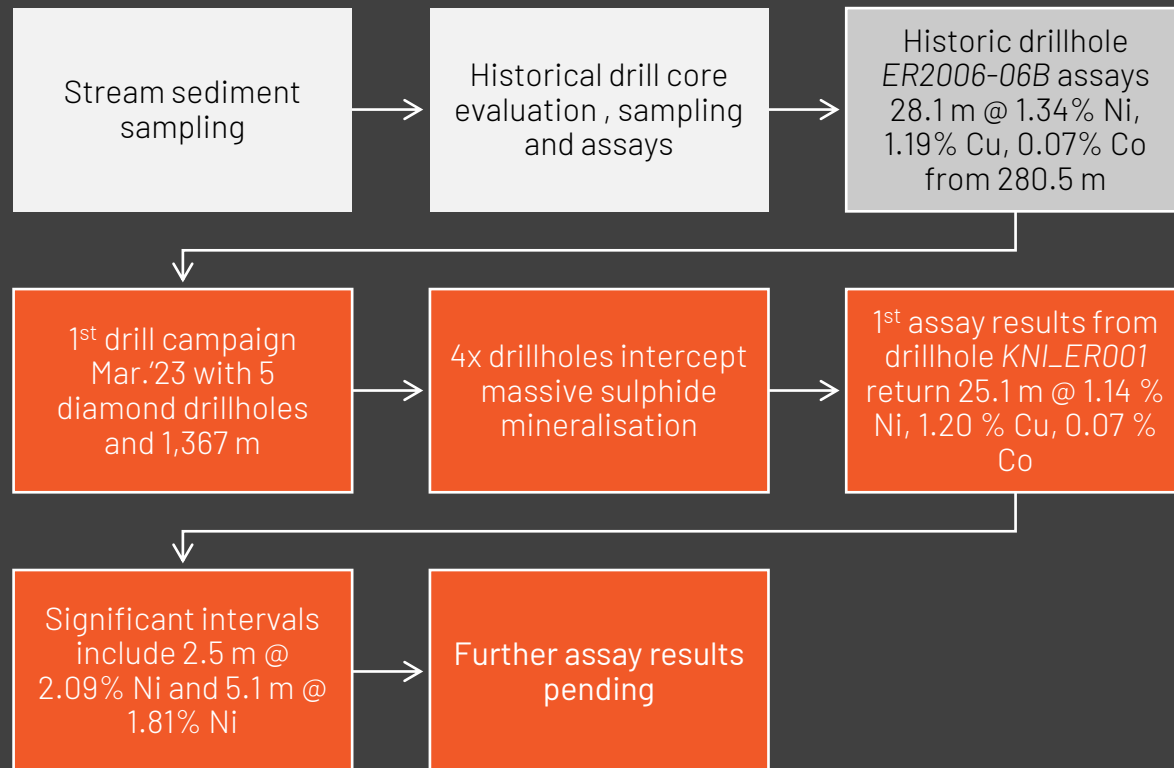 Stream sediment
sampling
Historical drill core
evaluation , sampling
and assays
Historic drillhole
ER2006-06B assays
28.1 m @ 1.34% Ni,
1.19% Cu, 0.07% Co
from 280.5 m
1st drill campaign
Mar.'23 with 5
diamond drillholes
and 1,367 m
4x drillholes intercept
massive sulphide
mineralisation
1st assay results from
drillhole KNI_ER001
return 25.1 m @ 1.14 %
Ni, 1.20 % Cu, 0.07 %
Co
Significant intervals
include 2.5 m @
2.09% Ni and 5.1 m @
1.81% Ni
Further assay results
pending